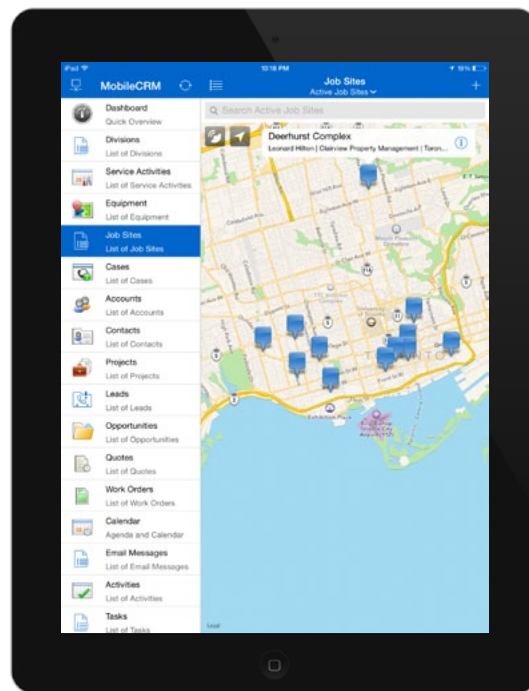 iPad
10:18 PM
19%
MobileCRM
Job Sites
Active Job Sites
Search Active Job Sites
Deerhurst Complex
Leonard Hilton | Clairview Property Management | Toron...
Dashboard
Quick Overview
Divisions
List of Divisions
Service Activities
List of Service Activities
Equipment
List of Equipment
Job Sites
List of Job Sites
Cases
List of Cases
Accounts
List of Accounts
Contacts
List of Contacts
Projects
List of Projects
Leads
List of Leads
Opportunities
List of Opportunities
Quotes
List of Quotes
Work Orders
List of Work Orders
Calendar
Agenda and Calendar
Email Messages
List of Email Messages
Activities
List of Activities
Tasks
List of Tasks
Mount Pleasant
University
TORONTO
Exhibition Place
Legal